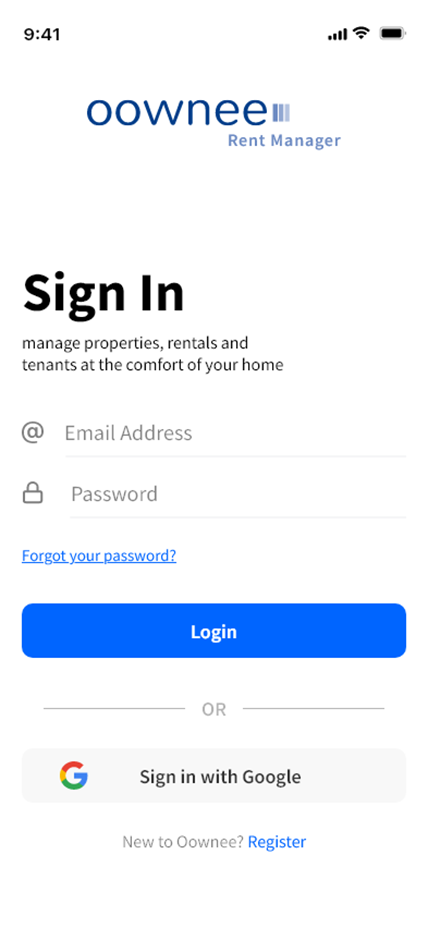 9:41
oownee
Rent Manager
Sign In
manage properties, rentals and
tenants at the comfort of your home
@ Email Address
Password
Forgot your password?
Login
OR
G Sign in with Google
New to Oownee? Register